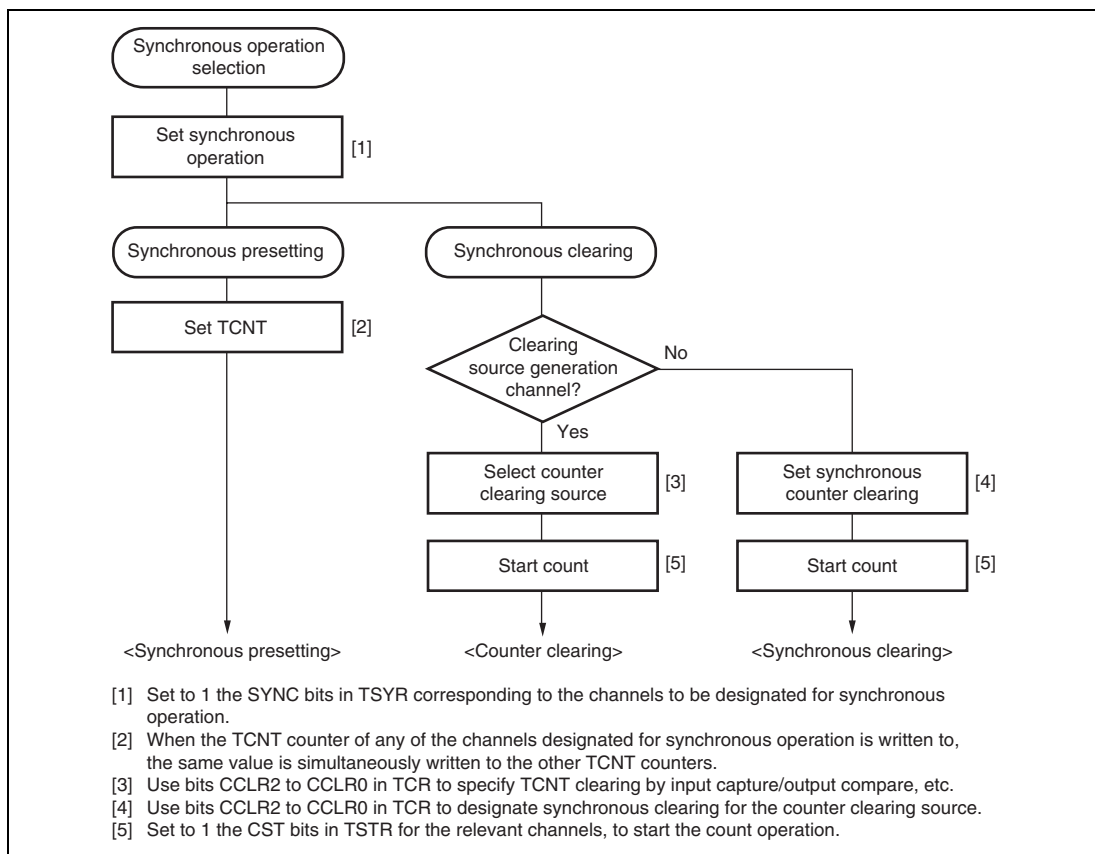 Synchronous operation
selection
Set synchronous
operation
[1]
Synchronous presetting
Synchronous clearing
Set TCNT
[2]
Clearing
source generation
channel?
No
Yes
Select counter
clearing source
[3]
Set synchronous
counter clearing
[4]
Start count
[5]
Start count
[5]
<Synchronous presetting>
<Counter clearing>
<Synchronous clearing>
[1] Set to 1 the SYNC bits in TSYR corresponding to the channels to be designated for synchronous
operation.
[2] When the TCNT counter of any of the channels designated for synchronous operation is written to,
the same value is simultaneously written to the other TCNT counters.
[3] Use bits CCLR2 to CCLR0 in TCR to specify TCNT clearing by input capture/output compare, etc.
[4] Use bits CCLR2 to CCLR0 in TCR to designate synchronous clearing for the counter clearing source.
[5] Set to 1 the CST bits in TSTR for the relevant channels, to start the count operation.